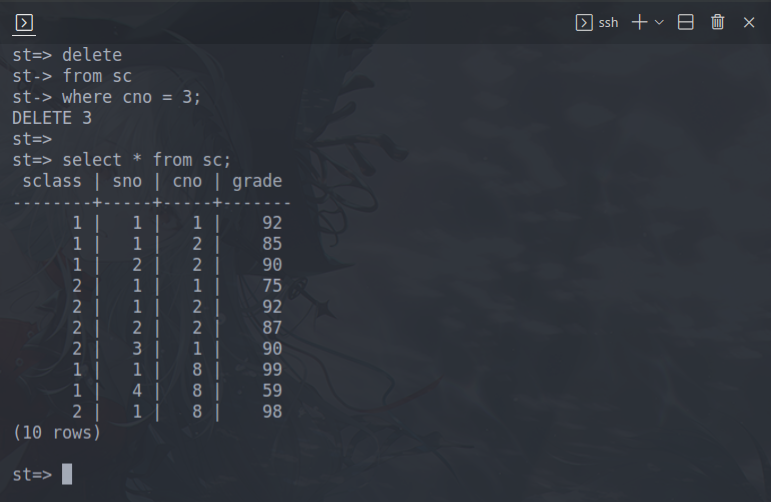 ssh
st=> delete
st-> from sc
st-> where cno = 3;
DELETE 3
st=>
st=> select * from sc;
 sclass | sno | cno | grade
--------+-----+-----+-------
      1 |   1 |   1 |    92
      1 |   1 |   2 |    85
      1 |   2 |   2 |    90
      2 |   1 |   1 |    75
      2 |   1 |   2 |    92
      2 |   2 |   2 |    87
      2 |   3 |   1 |    90
      1 |   1 |   8 |    99
      1 |   4 |   8 |    59
      2 |   1 |   8 |    98
(10 rows)
st=>